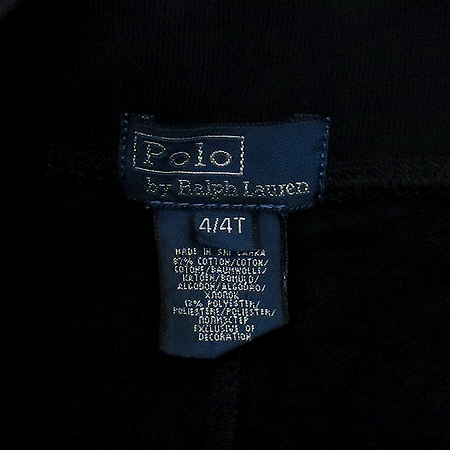 Polo
by Ralph Lauren
4/4T
MADE IN SRI LANKA
87% COTTON/COTON/
COTONE/BAUMWOLLE/
KATOEN/BOMULD/
ALGODON/ALGODAO/
ХЛОПОК
13% POLYESTER/
POLIESTERE/POLIESTER/
ПОЛИЭСТЕР
EXCLUSIVE OF
DECORATION